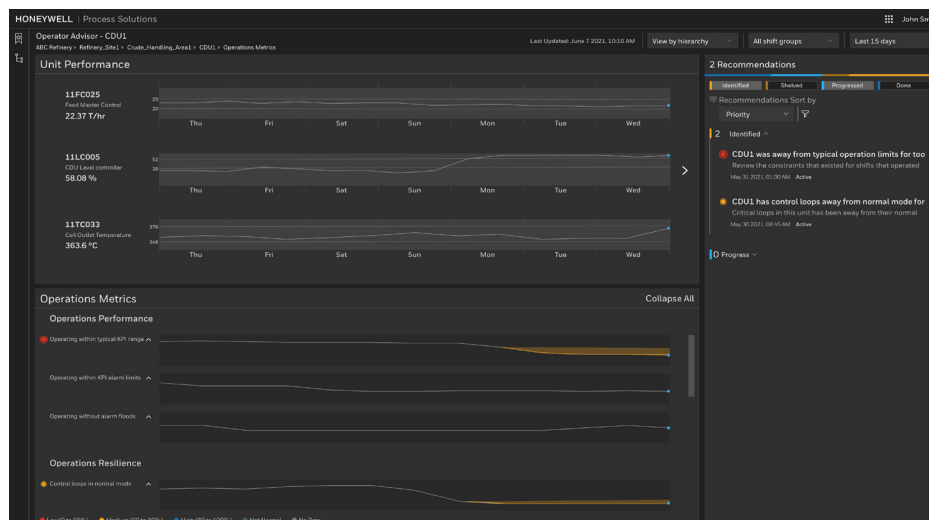 HONEYWELL | Process Solutions
John Sm
Operator Advisor - CDU1
ABC Refinery > Refinery_Site1 > Crude_Handling_Area1 > CDU1 > Operations Metrics
Last Updated: June 7 2021, 10:10 AM
View by hierarchy
All shift groups
Last 15 days
Unit Performance
11FC025
Feed Master Control
22.37 T/hr
25
20
Thu Fri Sat Sun Mon Tue Wed
11LC005
CDU Level controller
58.08 %
52
38
Thu Fri Sat Sun Mon Tue Wed
11TC033
Coil Outlet Temperature
363.6 °C
376
348
Thu Fri Sat Sun Mon Tue Wed
Operations Metrics
Collapse All
Operations Performance
Operating within typical KPI range
Operating within KPI alarm limits
Operating without alarm floods
Operations Resilience
Control loops in normal mode
2 Recommendations
Identified Shelved Progressed Done
Recommendations Sort by
Priority
2 Identified
CDU1 was away from typical operation limits for too
Review the constraints that existed for shifts that operated
May 31 2021, 01:00 AM Active
CDU1 has control loops away from normal mode for
Critical loops in this unit has been away from their normal
May 30 2021, 08:45 AM Active
0 Progress